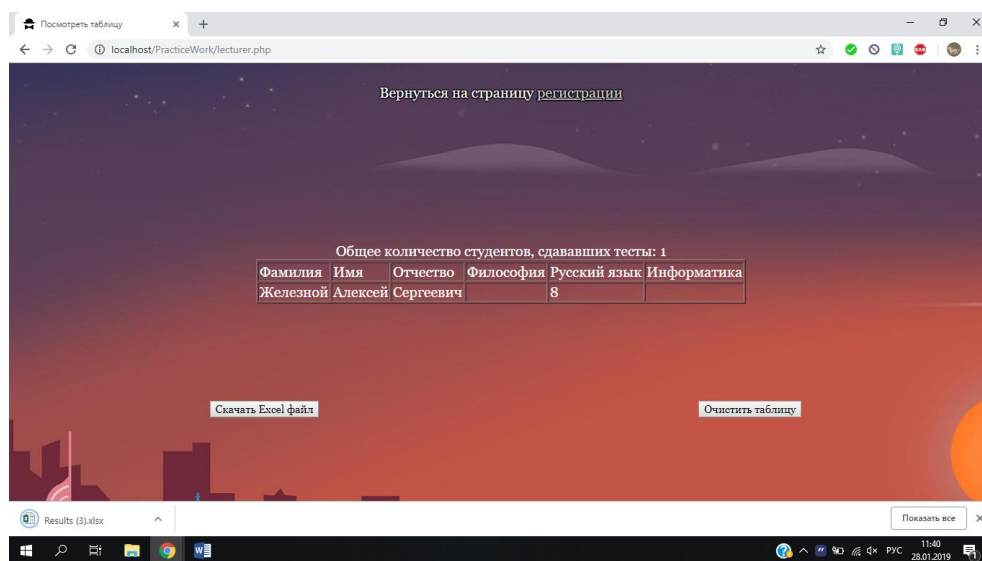 Посмотреть таблицу
localhost/PracticeWork/lecturer.php
Вернуться на страницу регистрации
Общее количество студентов, сдававших тесты: 1
Фамилия Имя Отчество Философия Русский язык Информатика
Железной Алексей Сергеевич 8
Скачать Excel файл Очистить таблицу
Results (3).xlsx Показать все
РУС 11:40
28.01.2019